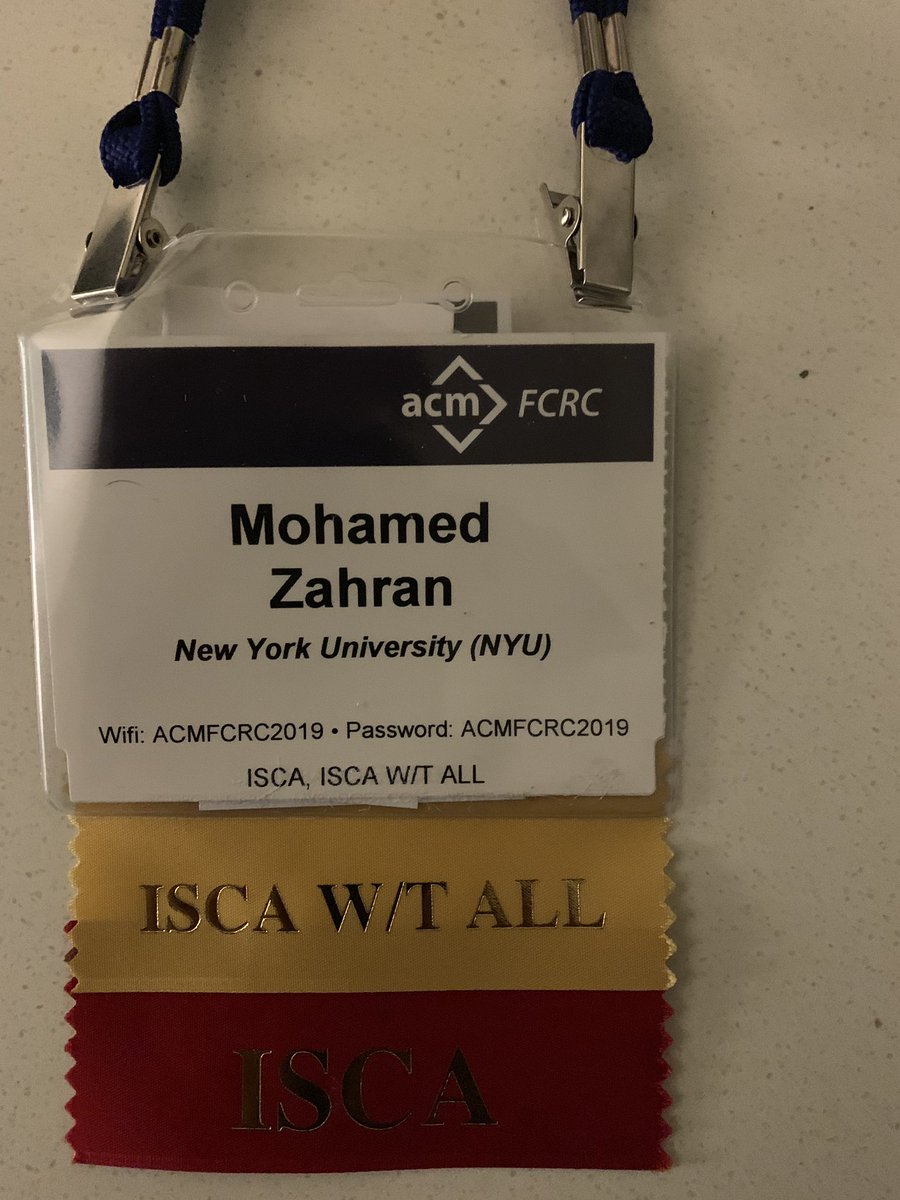 acm FCRC
Mohamed
Zahran
New York University (NYU)
Wifi: ACMFCRC2019 • Password: ACMFCRC2019
ISCA, ISCA W/T ALL
ISCA W/T ALL
ISCA